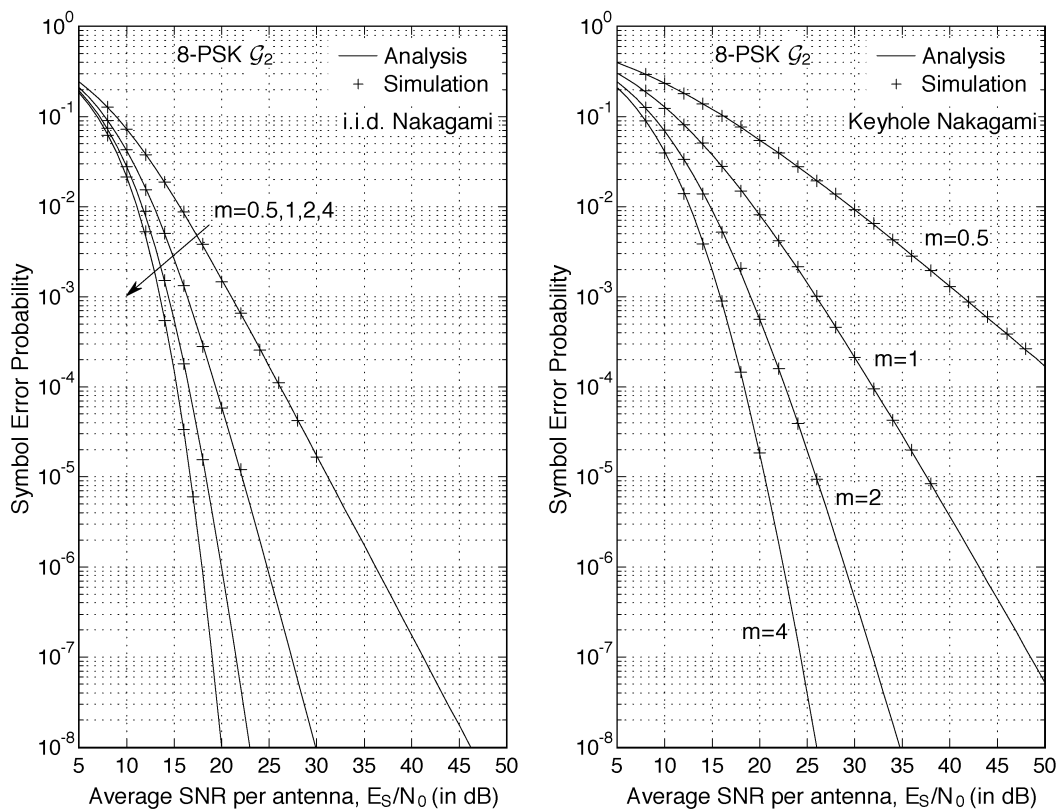 8-PSK 𝒢2
Analysis
Simulation
i.i.d. Nakagami
m=0.5,1,2,4
Symbol Error Probability
10^0
10^-1
10^-2
10^-3
10^-4
10^-5
10^-6
10^-7
10^-8
5 10 15 20 25 30 35 40 45 50
Average SNR per antenna, E_S/N_0 (in dB)
8-PSK 𝒢2
Analysis
Simulation
Keyhole Nakagami
m=0.5
m=1
m=2
m=4
Symbol Error Probability
10^0
10^-1
10^-2
10^-3
10^-4
10^-5
10^-6
10^-7
10^-8
5 10 15 20 25 30 35 40 45 50
Average SNR per antenna, E_S/N_0 (in dB)